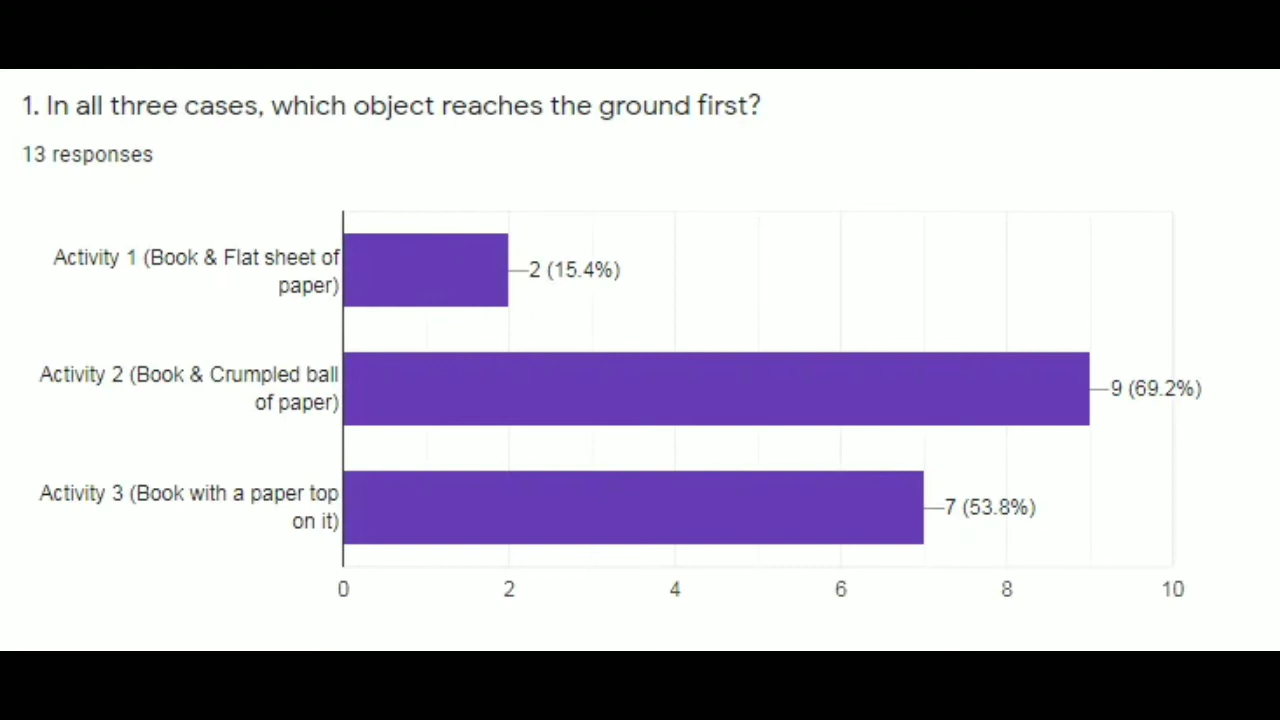 1. In all three cases, which object reaches the ground first?
13 responses
Activity 1 (Book & Flat sheet of
paper)
2 (15.4%)
Activity 2 (Book & Crumpled ball
of paper)
9 (69.2%)
Activity 3 (Book with a paper top
on it)
7 (53.8%)
0 2 4 6 8 10